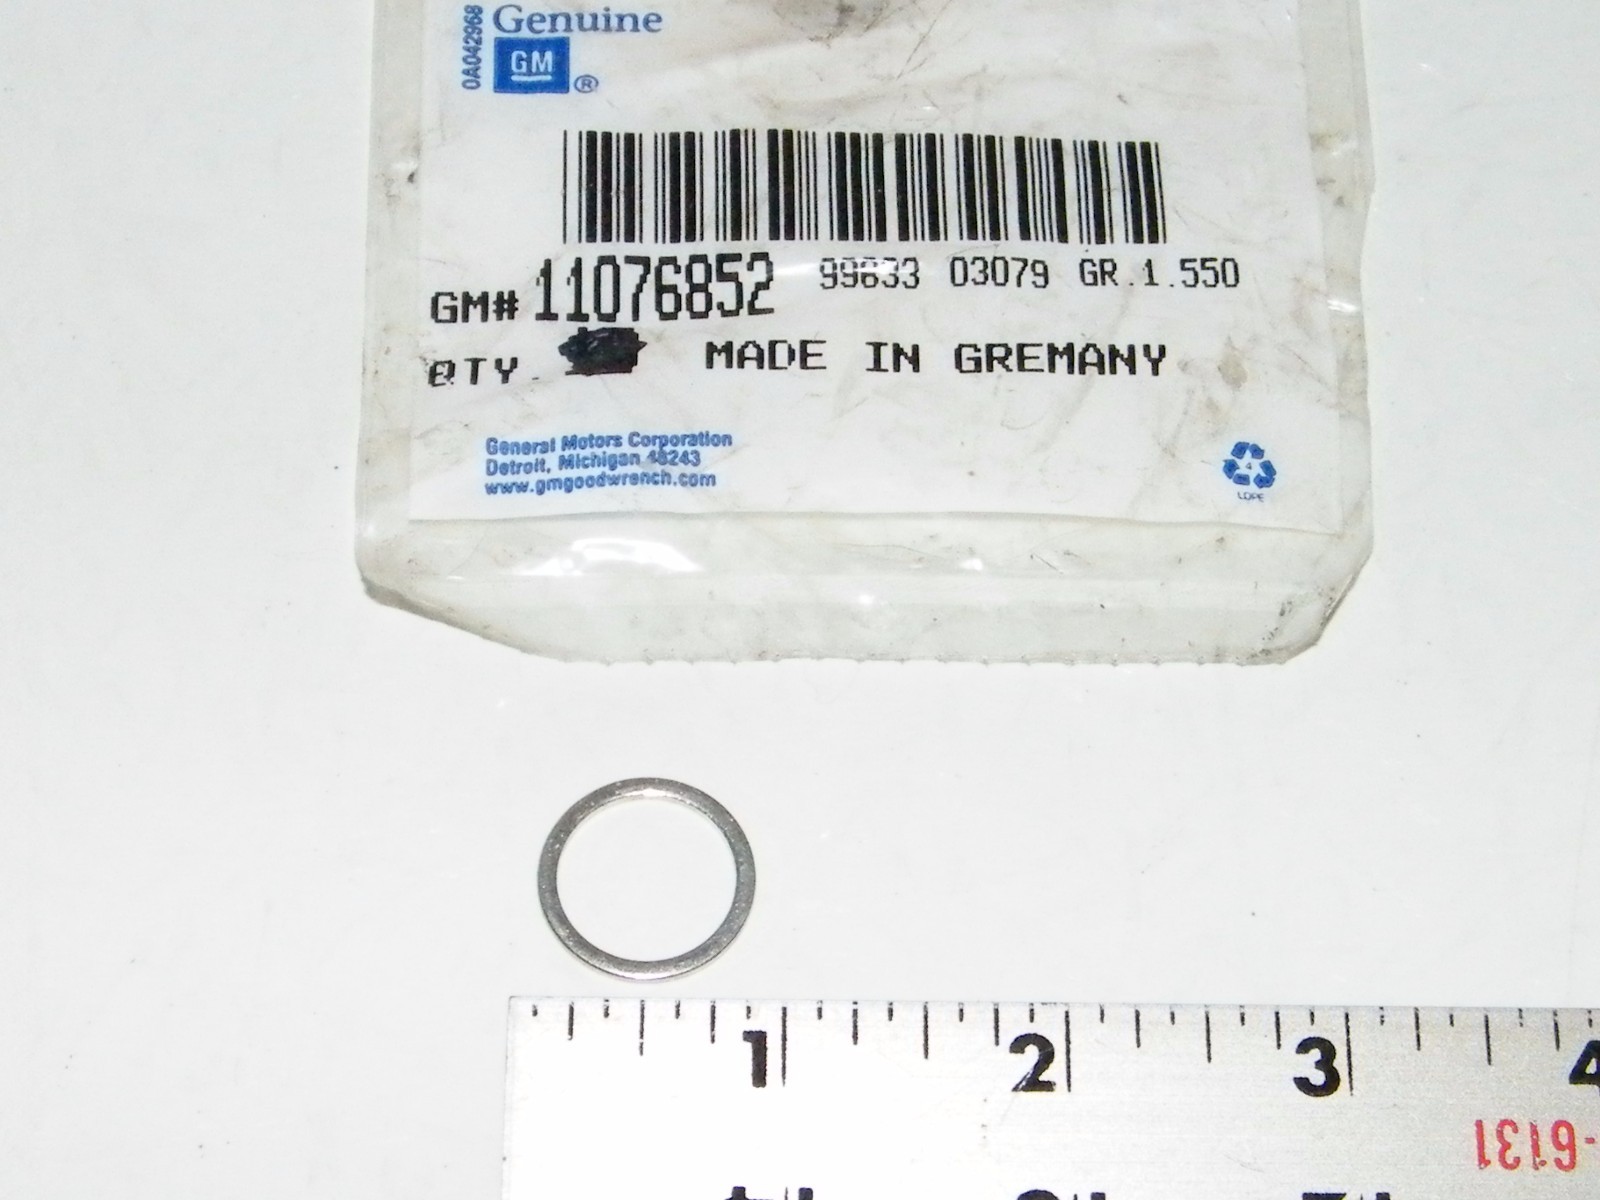 0A042968
Genuine
GM ®
GM# 11076852 99833 03079 GR.1.550
QTY. MADE IN GREMANY
General Motors Corporation
Detroit, Michigan 48243
www.gmgoodwrench.com
4
LDPE
1 2 3 4
-6131